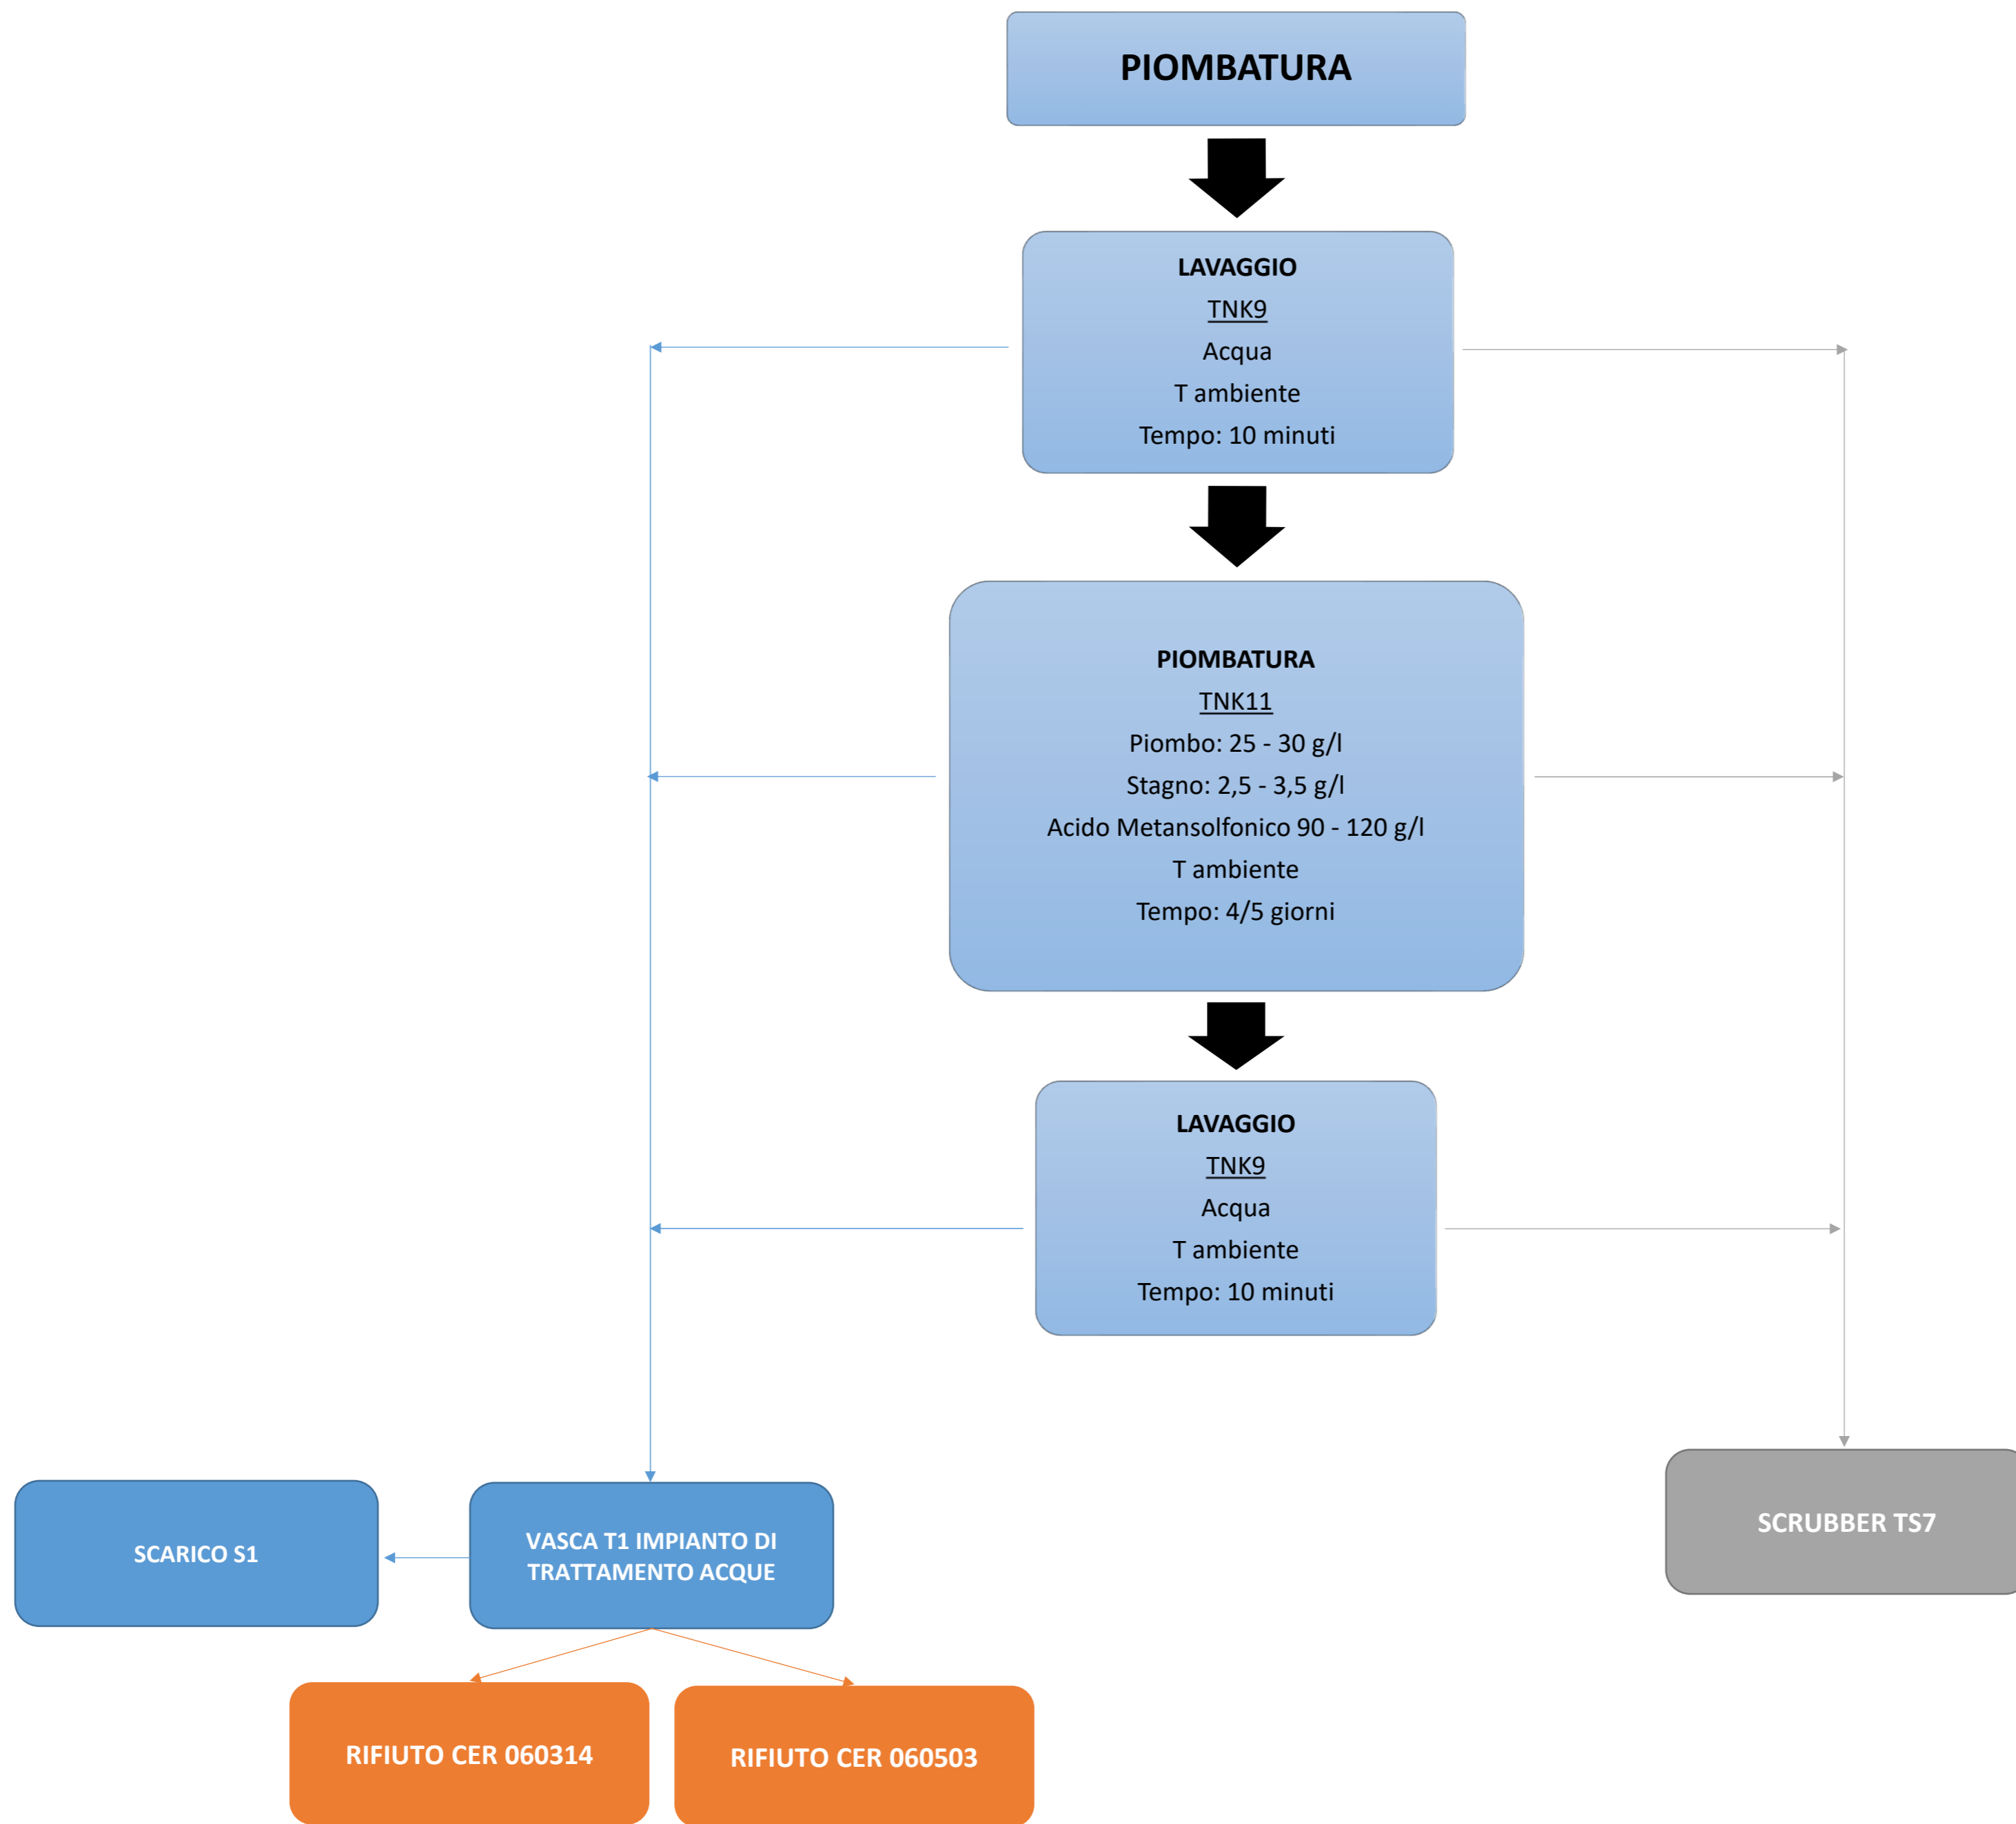 PIOMBATURA
LAVAGGIO
TNK9
Acqua
T ambiente
Tempo: 10 minuti
PIOMBATURA
TNK11
Piombo: 25 - 30 g/l
Stagno: 2,5 - 3,5 g/l
Acido Metansolfonico 90 - 120 g/l
T ambiente
Tempo: 4/5 giorni
LAVAGGIO
TNK9
Acqua
T ambiente
Tempo: 10 minuti
SCARICO S1
VASCA T1 IMPIANTO DI
TRATTAMENTO ACQUE
SCRUBBER TS7
RIFIUTO CER 060314
RIFIUTO CER 060503